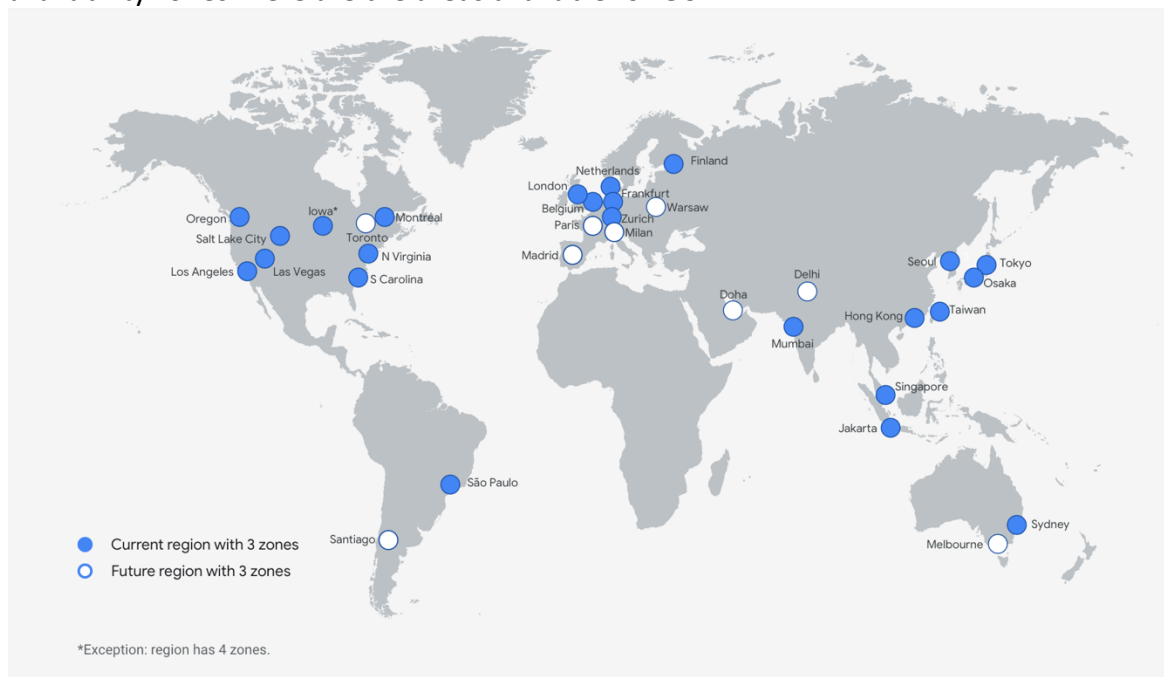 Finland
Netherlands
London
Frankfurt
Belgium
Warsaw
Zurich
Paris
Milan
Madrid
Iowa*
Oregon
Montréal
Toronto
Salt Lake City
N Virginia
Los Angeles
Las Vegas
S Carolina
Seoul
Tokyo
Osaka
Delhi
Doha
Taiwan
Hong Kong
Mumbai
Singapore
Jakarta
São Paulo
Sydney
Santiago
Melbourne
Current region with 3 zones
Future region with 3 zones
*Exception: region has 4 zones.